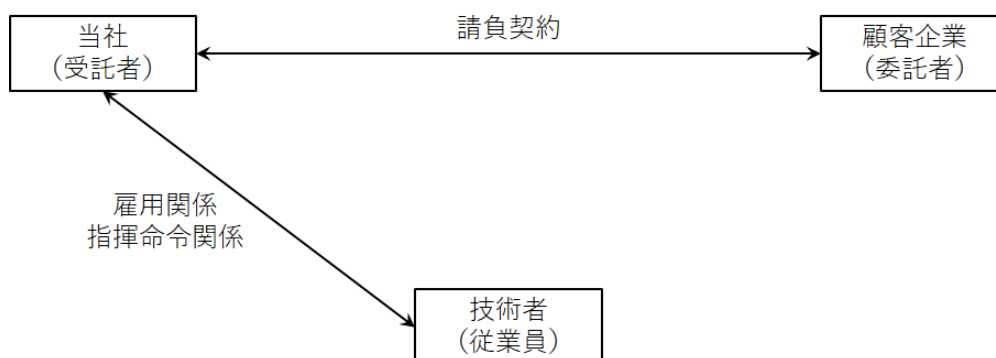 当社
（受託者）
請負契約
顧客企業
（委託者）
雇用関係
指揮命令関係
技術者
（従業員）